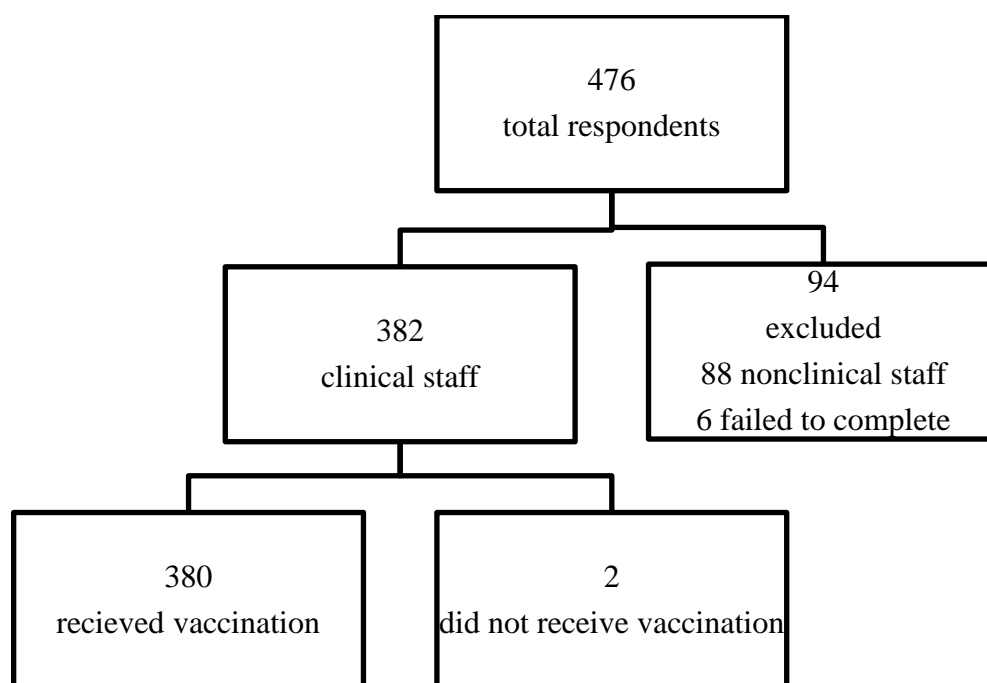 476
total respondents
382
clinical staff
94
excluded
88 nonclinical staff
6 failed to complete
380
recieved vaccination
2
did not receive vaccination